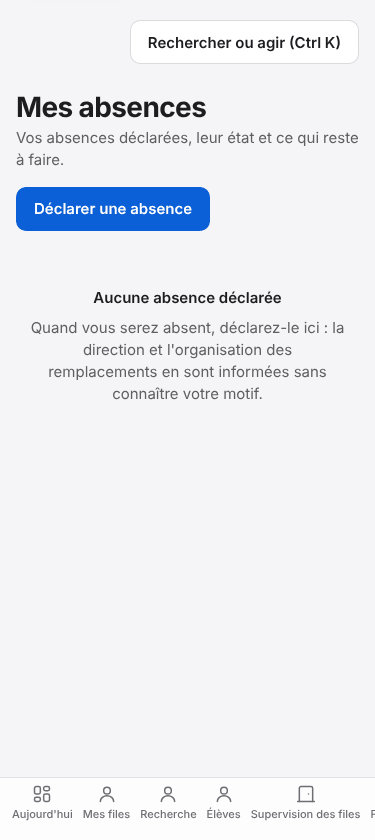 Rechercher ou agir (Ctrl K)
Mes absences
Vos absences déclarées, leur état et ce qui reste
à faire.
Déclarer une absence
Aucune absence déclarée
Quand vous serez absent, déclarez-le ici : la
direction et l'organisation des
remplacements en sont informées sans
connaître votre motif.
Aujourd'hui
Mes files
Recherche
Élèves
Supervision des files